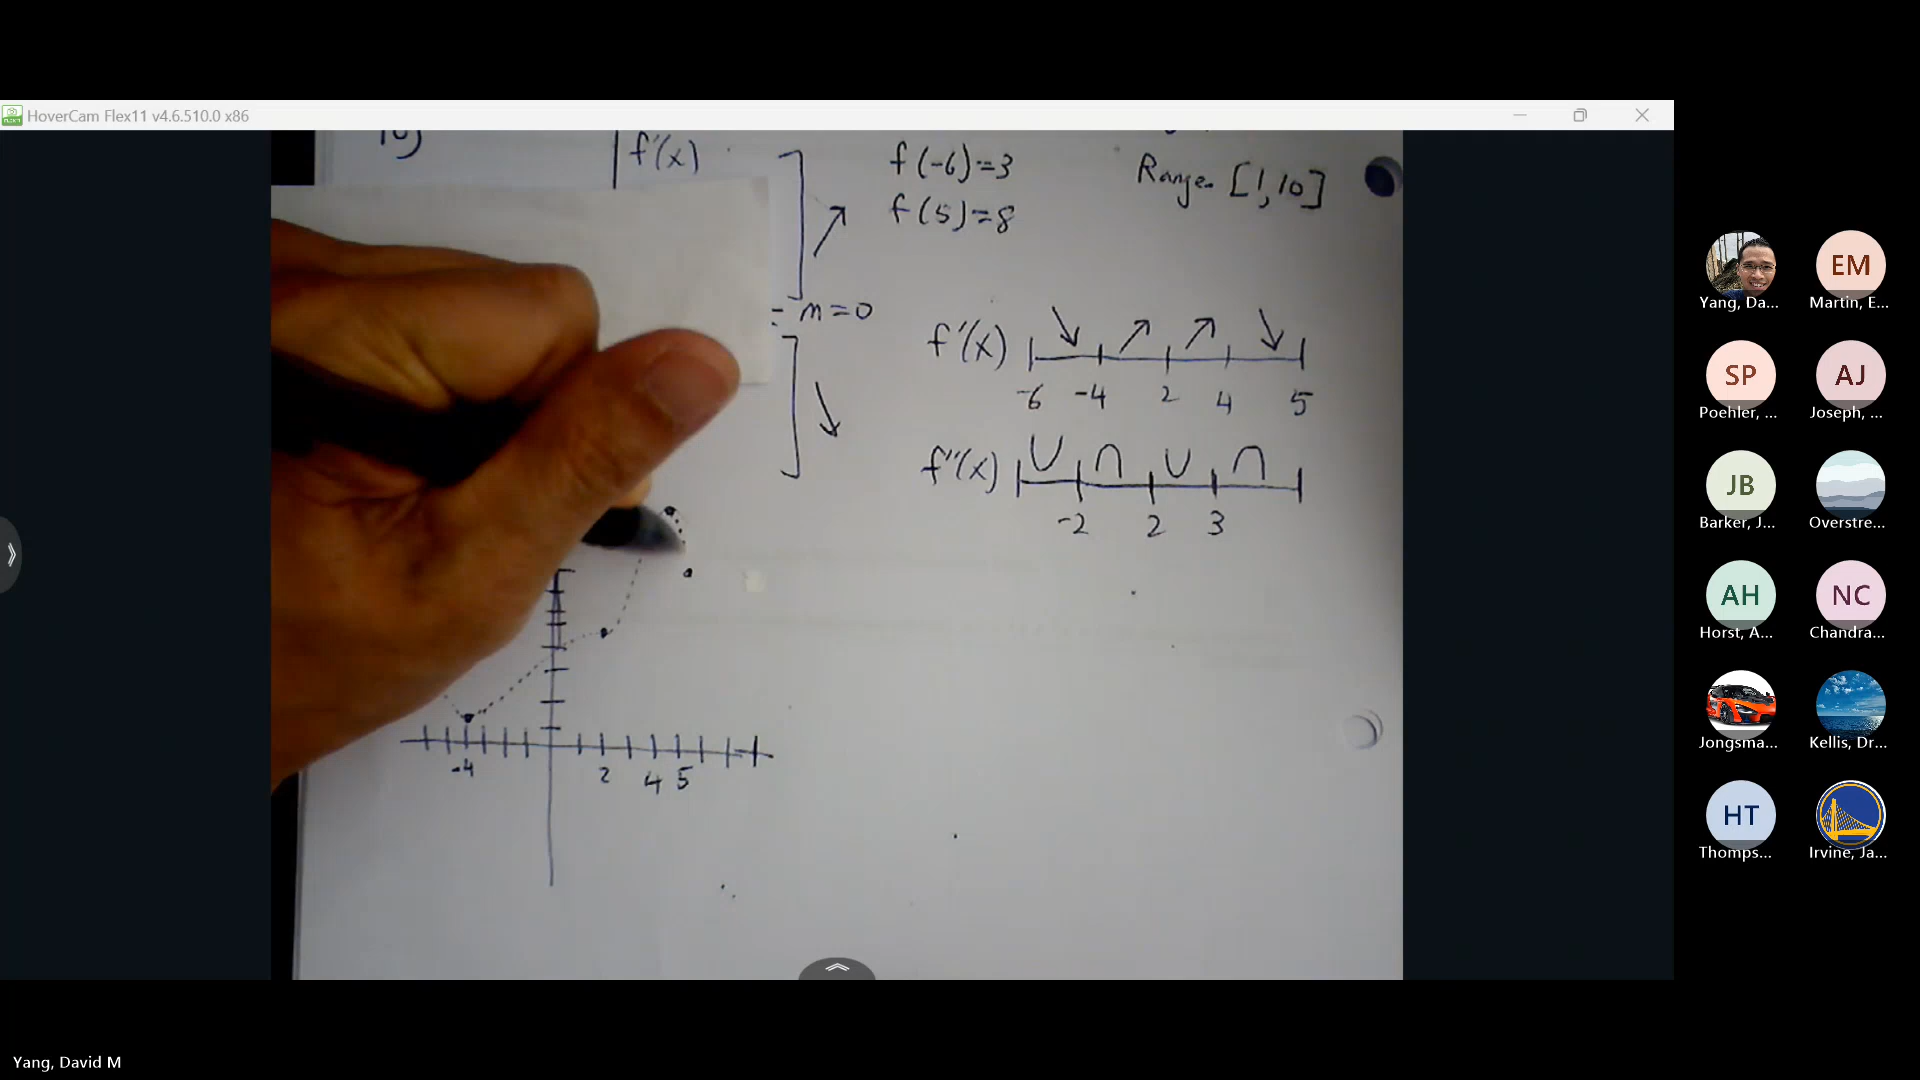 HoverCam Flex11 v4.6.510.0 x86
f'(x)
f(-6)=3
f(5)=8
Range [1,10]
m=0
f'(x)
-6 -4 2 4 5
f"(x)
-2 2 3
-4 2 4 5
Yang, Da...
EM
Martin, E...
SP
Poehler, ...
AJ
Joseph, ...
JB
Barker, J...
Overstre...
AH
Horst, A...
NC
Chandra...
Jongsma...
Kellis, Dr...
HT
Thomps...
Irvine, Ja...
Yang, David M